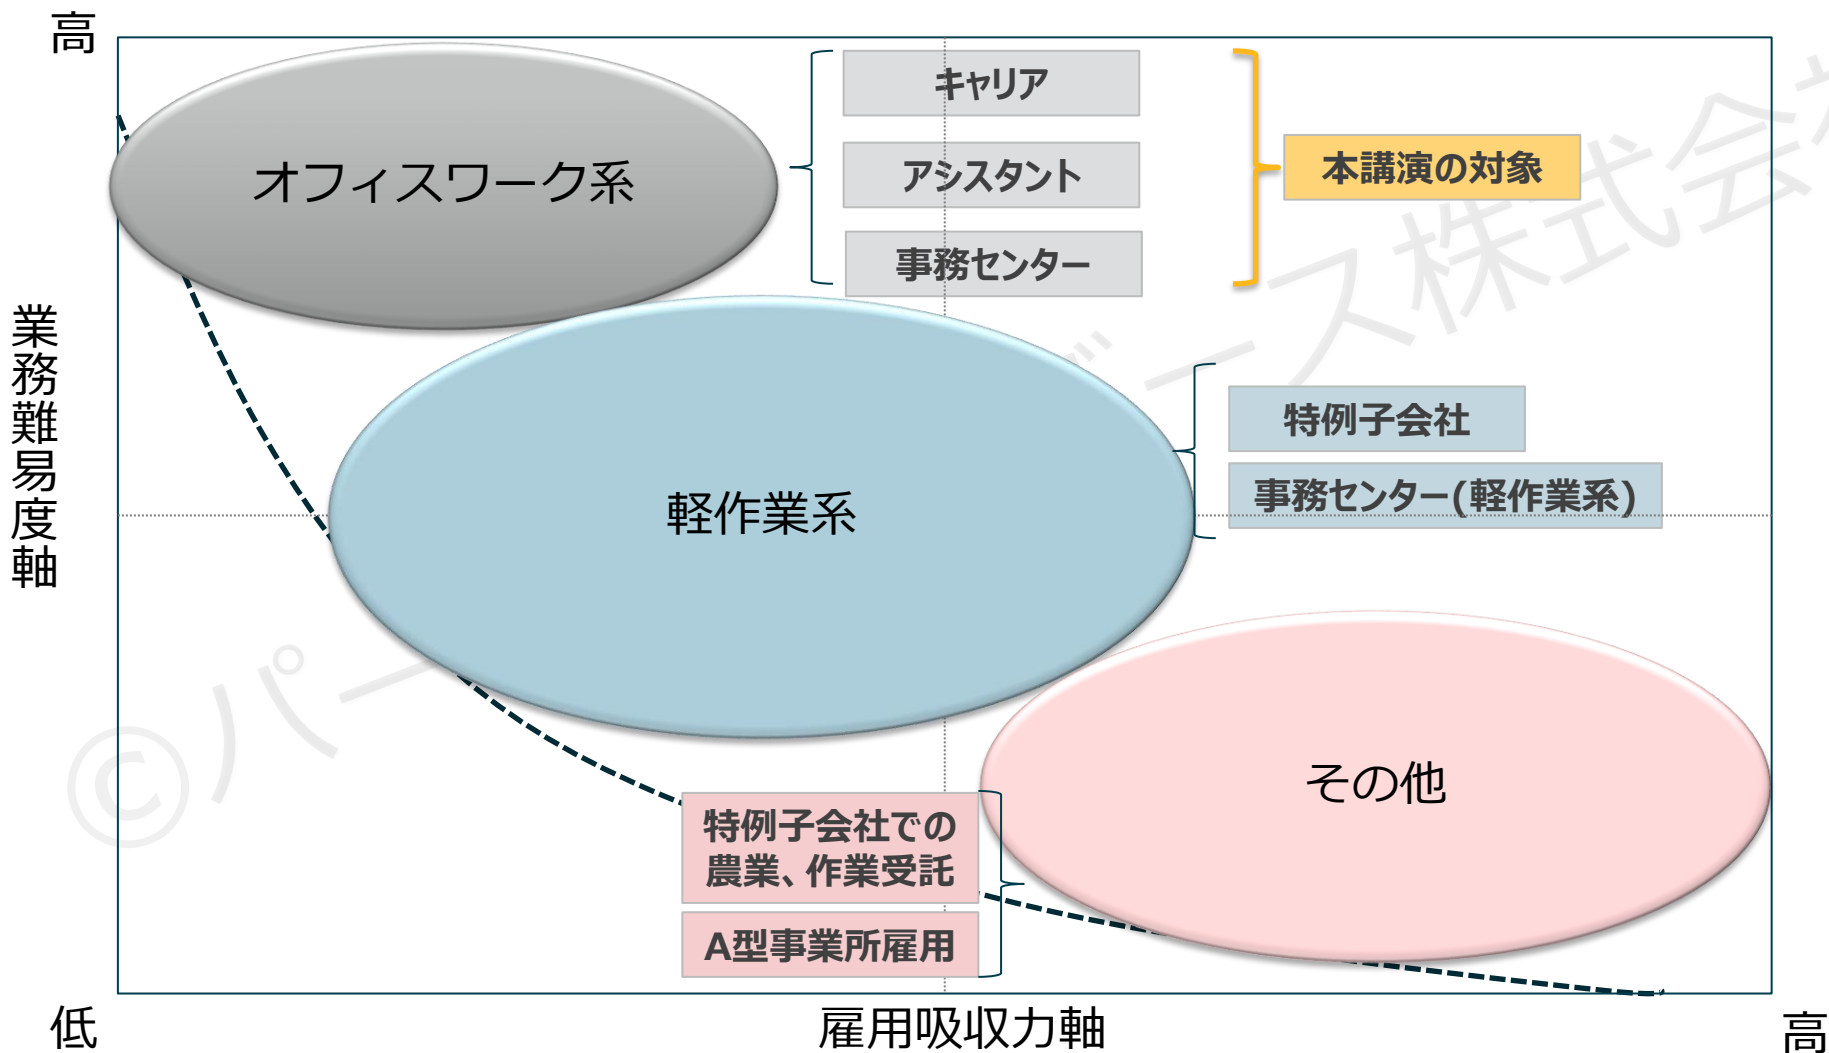 高
キャリア
オフィスワーク系
アシスタント
本講演の対象
事務センター
業務難易度軸
特例子会社
軽作業系
事務センター(軽作業系)
その他
特例子会社での
農業、作業受託
A型事業所雇用
低
雇用吸収力軸
高